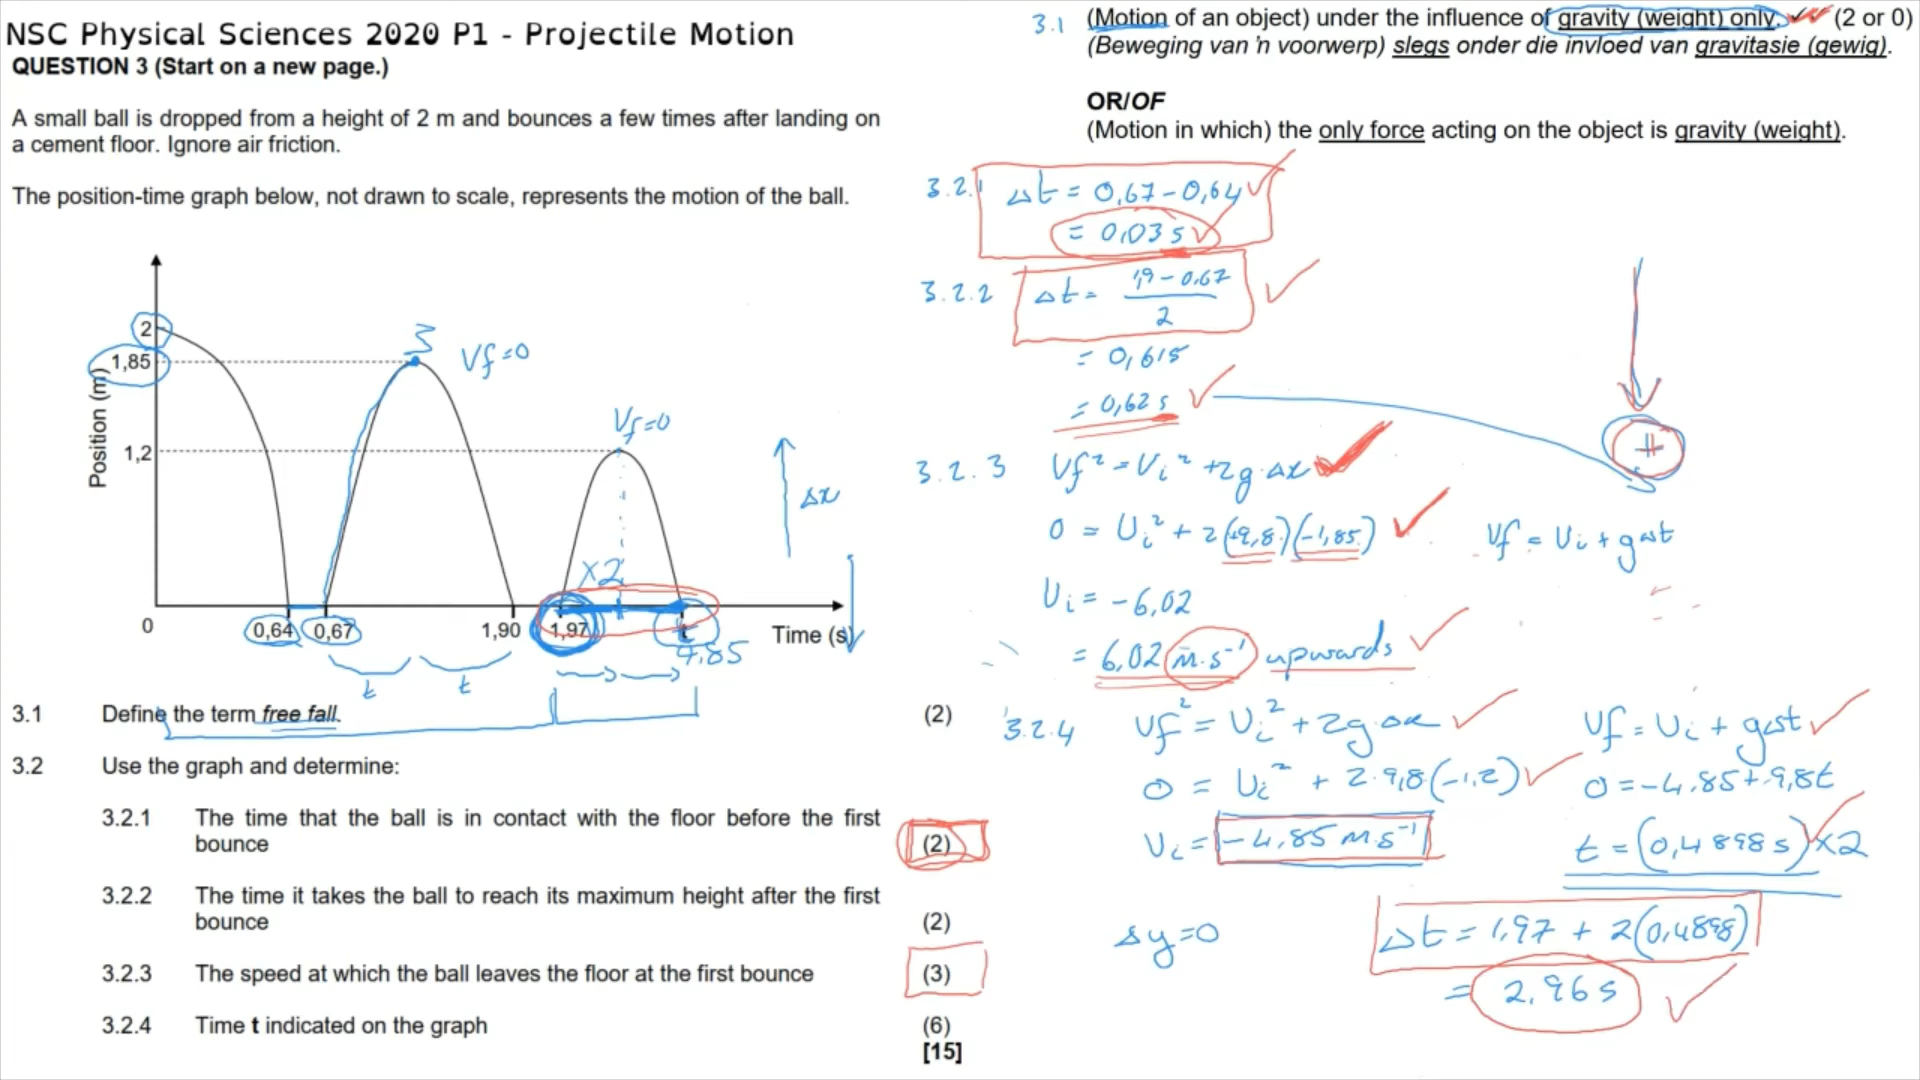 NSC Physical Sciences 2020 P1 - Projectile Motion
QUESTION 3 (Start on a new page.)
A small ball is dropped from a height of 2 m and bounces a few times after landing on
a cement floor. Ignore air friction.
The position-time graph below, not drawn to scale, represents the motion of the ball.
Position (m)
2
1,85
1,2
0
0,64
0,67
1,90
1,97
t
Time (s)
3
Vf=0
Vf=0
×2
Δx
4.85
t
t
3.1 Define the term free fall. (2)
3.2 Use the graph and determine:
3.2.1 The time that the ball is in contact with the floor before the first
bounce (2)
3.2.2 The time it takes the ball to reach its maximum height after the first
bounce (2)
3.2.3 The speed at which the ball leaves the floor at the first bounce (3)
3.2.4 Time t indicated on the graph (6)
[15]
3.1 (Motion of an object) under the influence of gravity (weight) only. ✓✓ (2 or 0)
(Beweging van 'n voorwerp) slegs onder die invloed van gravitasie (gewig).
OR/OF
(Motion in which) the only force acting on the object is gravity (weight).
3.2.1 Δt = 0,67 - 0,64 ✓
= 0,03 s ✓
3.2.2 Δt = (1,9 - 0.67)/2 ✓
= 0,615
= 0,62 s ✓
+
3.2.3 Vf² = Vi² + 2g Δx ✓
0 = Ui² + 2(+9,8)(-1,85) ✓
Vf = Vi + gΔt
Ui = -6,02
= 6,02 m.s⁻¹ upwards ✓
3.2.4 Vf² = Ui² + 2gΔx ✓
0 = Ui² + 2.9,8(-1,2) ✓
Ui = -4,85 m.s⁻¹
Δy=0
Vf = Ui + gΔt ✓
0 = -4.85 + 9,8t
t = (0,4898 s) ✓ ×2
Δt = 1,97 + 2(0,4898)
= 2.96 s ✓